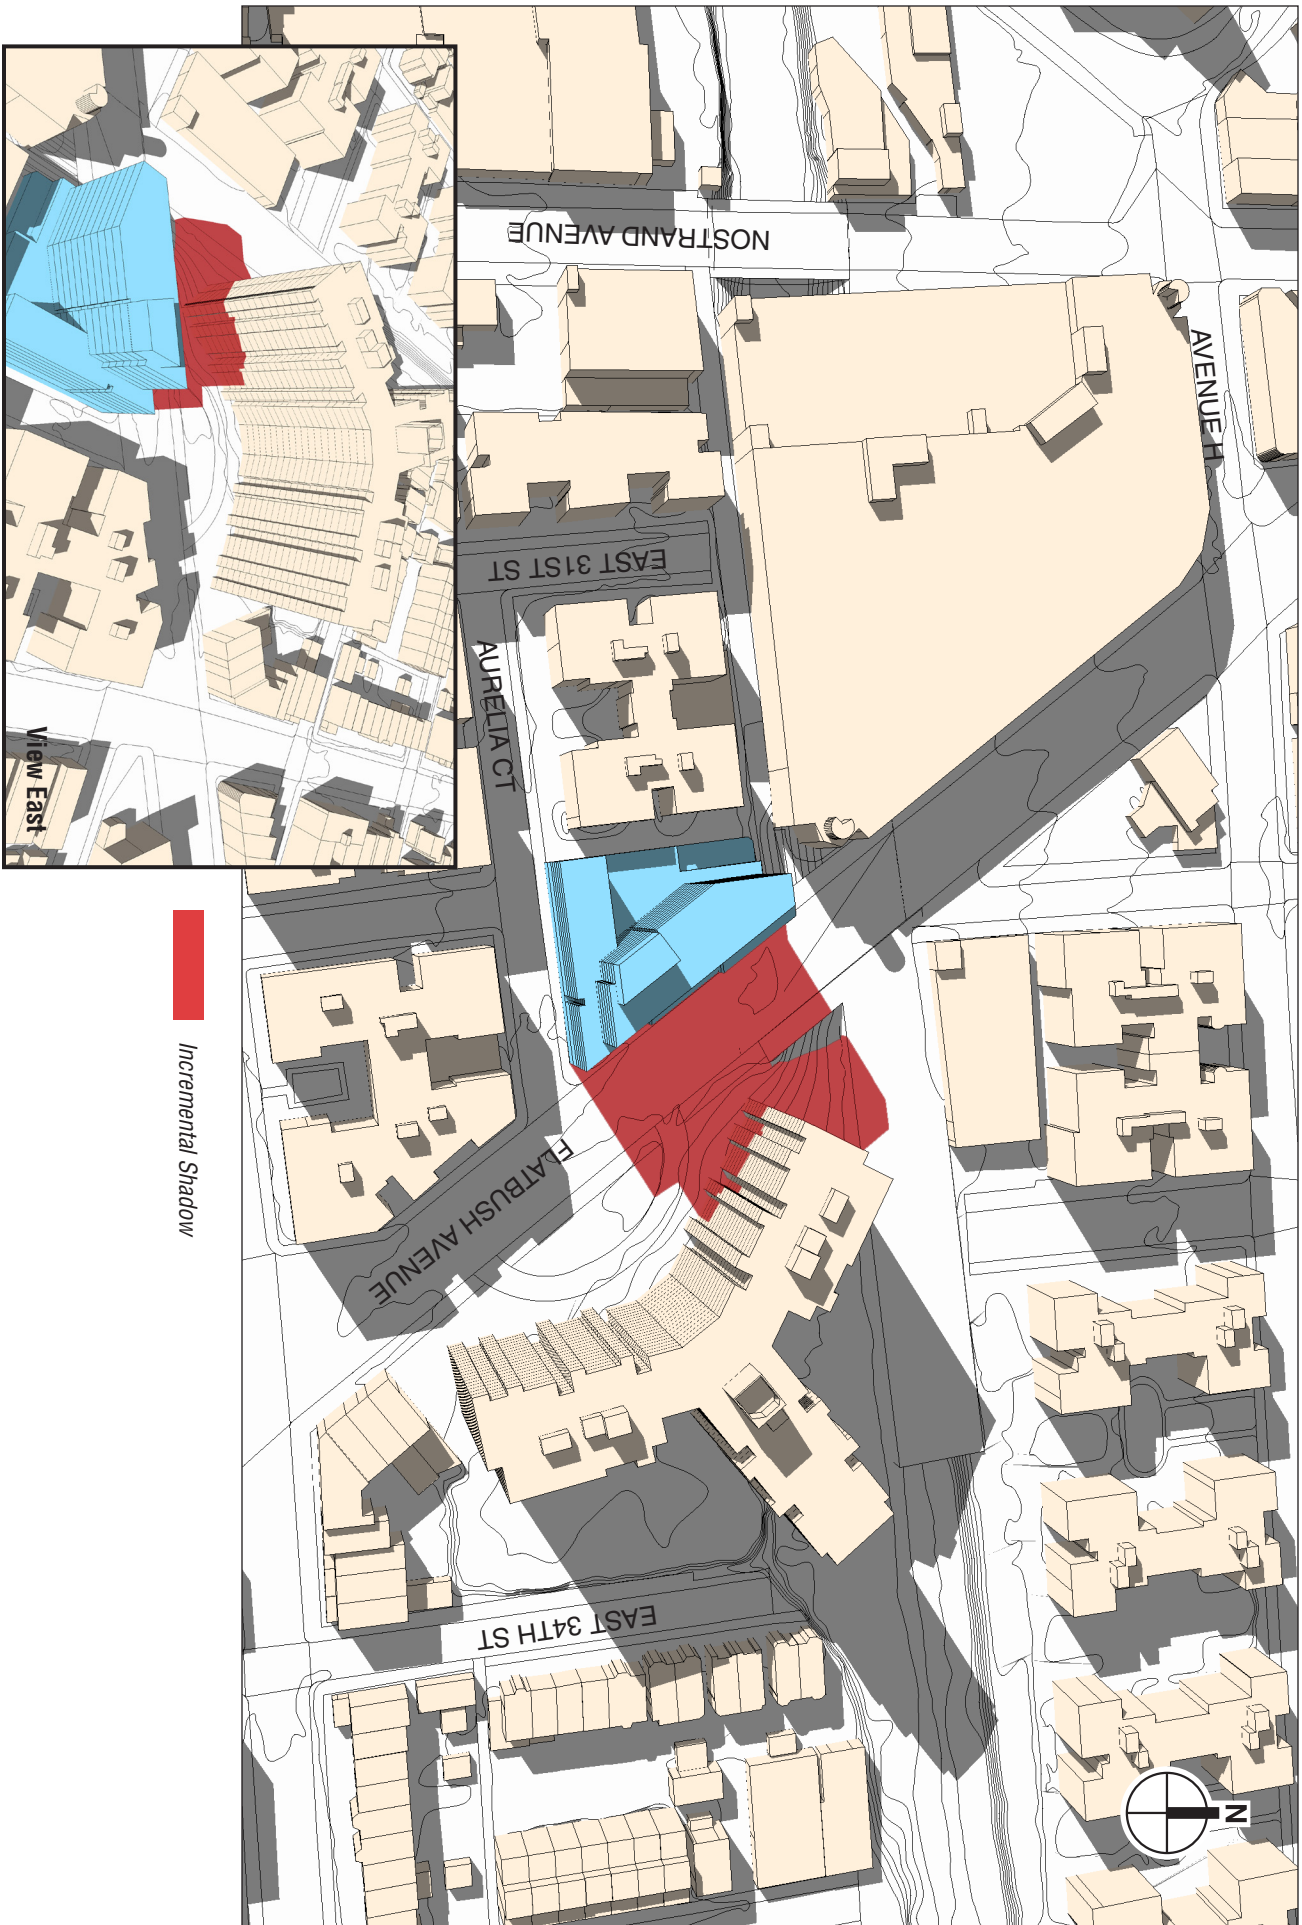 NOSTRAND AVENUE
AVENUE H
EAST 31ST ST
AURELIA CT
FLATBUSH AVENUE
EAST 34TH ST
View East
Incremental Shadow
N